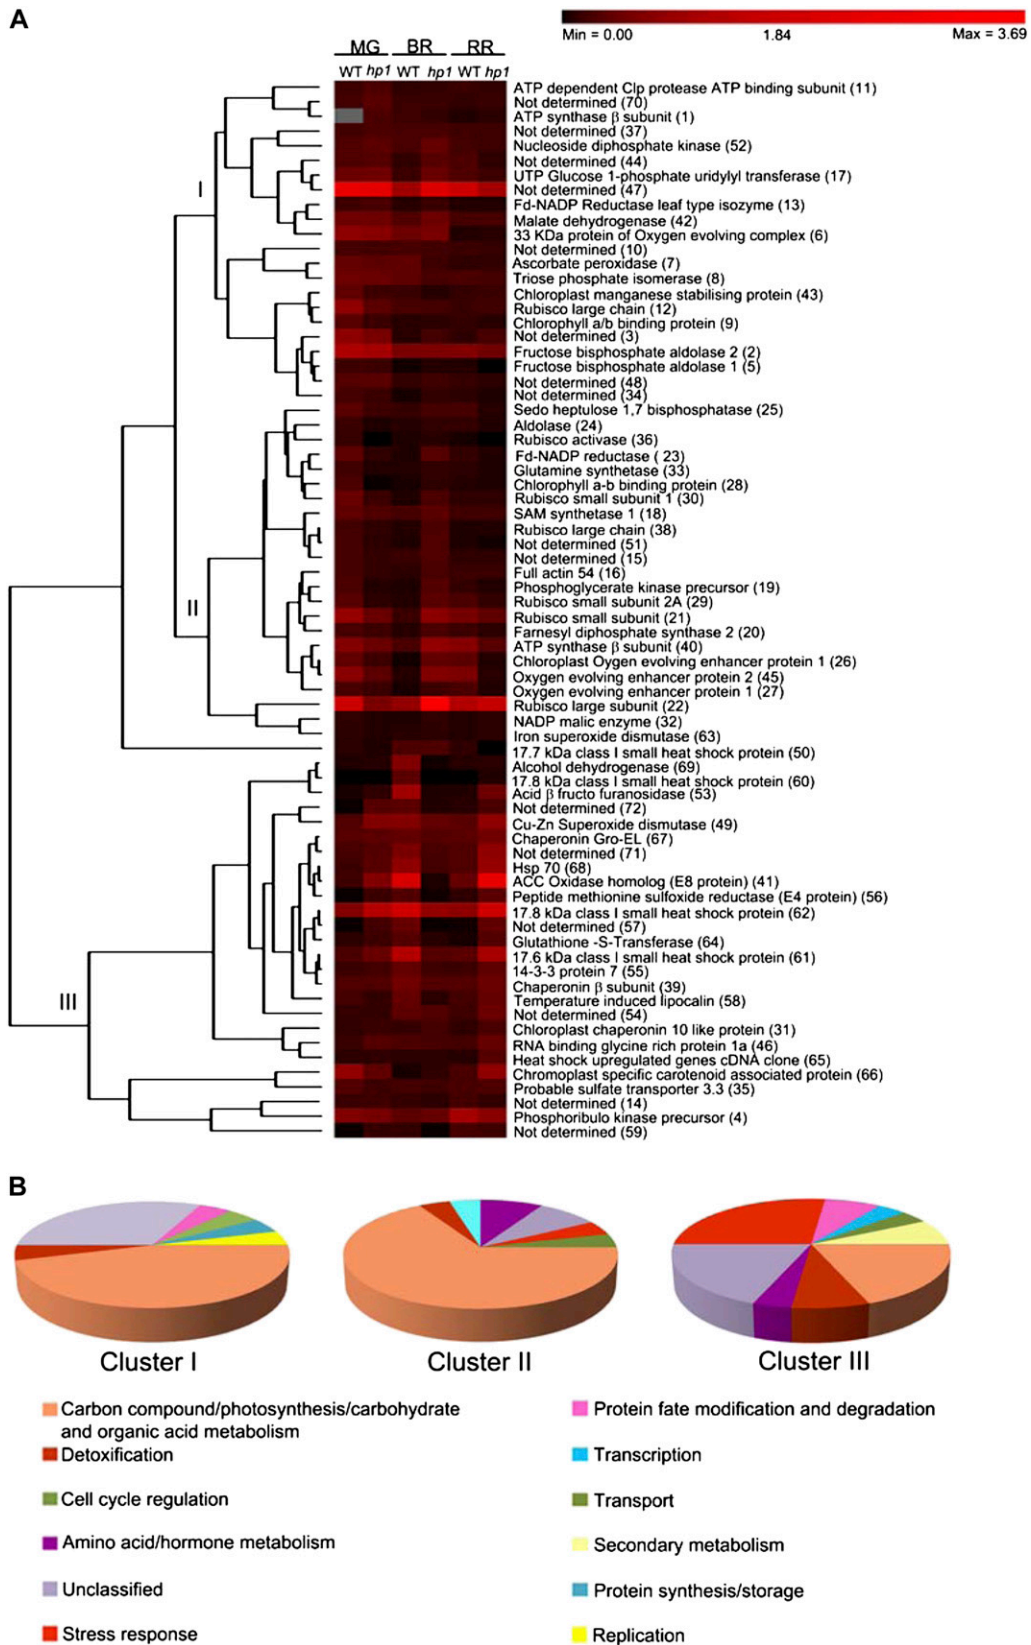 A
Min = 0.00 1.84 Max = 3.69
MG BR RR
WT hp1 WT hp1 WT hp1
ATP dependent Clp protease ATP binding subunit (11)
Not determined (70)
ATP synthase β subunit (1)
Not determined (37)
Nucleoside diphosphate kinase (52)
Not determined (44)
UTP Glucose 1-phosphate uridylyl transferase (17)
Not determined (47)
Fd-NADP Reductase leaf type isozyme (13)
Malate dehydrogenase (42)
33 KDa protein of Oxygen evolving complex (6)
Not determined (10)
Ascorbate peroxidase (7)
Triose phosphate isomerase (8)
Chloroplast manganese stabilising protein (43)
Rubisco large chain (12)
Chlorophyll a/b binding protein (9)
Not determined (3)
Fructose bisphosphate aldolase 2 (2)
Fructose bisphosphate aldolase 1 (5)
Not determined (48)
Not determined (34)
Sedo heptulose 1,7 bisphosphatase (25)
Aldolase (24)
Rubisco activase (36)
Fd-NADP reductase ( 23)
Glutamine synthetase (33)
Chlorophyll a-b binding protein (28)
Rubisco small subunit 1 (30)
SAM synthetase 1 (18)
Rubisco large chain (38)
Not determined (51)
Not determined (15)
Full actin 54 (16)
Phosphoglycerate kinase precursor (19)
Rubisco small subunit 2A (29)
Rubisco small subunit (21)
Farnesyl diphosphate synthase 2 (20)
ATP synthase β subunit (40)
Chloroplast Oygen evolving enhancer protein 1 (26)
Oxygen evolving enhancer protein 2 (45)
Oxygen evolving enhancer protein 1 (27)
Rubisco large subunit (22)
NADP malic enzyme (32)
Iron superoxide dismutase (63)
17.7 kDa class I small heat shock protein (50)
Alcohol dehydrogenase (69)
17.8 kDa class I small heat shock protein (60)
Acid β fructo furanosidase (53)
Not determined (72)
Cu-Zn Superoxide dismutase (49)
Chaperonin Gro-EL (67)
Not determined (71)
Hsp 70 (68)
ACC Oxidase homolog (E8 protein) (41)
Peptide methionine sulfoxide reductase (E4 protein) (56)
17.8 kDa class I small heat shock protein (62)
Not determined (57)
Glutathione -S-Transferase (64)
17.6 kDa class I small heat shock protein (61)
14-3-3 protein 7 (55)
Chaperonin β subunit (39)
Temperature induced lipocalin (58)
Not determined (54)
Chloroplast chaperonin 10 like protein (31)
RNA binding glycine rich protein 1a (46)
Heat shock upregulated genes cDNA clone (65)
Chromoplast specific carotenoid associated protein (66)
Probable sulfate transporter 3.3 (35)
Not determined (14)
Phosphoribulo kinase precursor (4)
Not determined (59)
I
II
III
B
Cluster I
Cluster II
Cluster III
Carbon compound/photosynthesis/carbohydrate
and organic acid metabolism
Detoxification
Cell cycle regulation
Amino acid/hormone metabolism
Unclassified
Stress response
Protein fate modification and degradation
Transcription
Transport
Secondary metabolism
Protein synthesis/storage
Replication